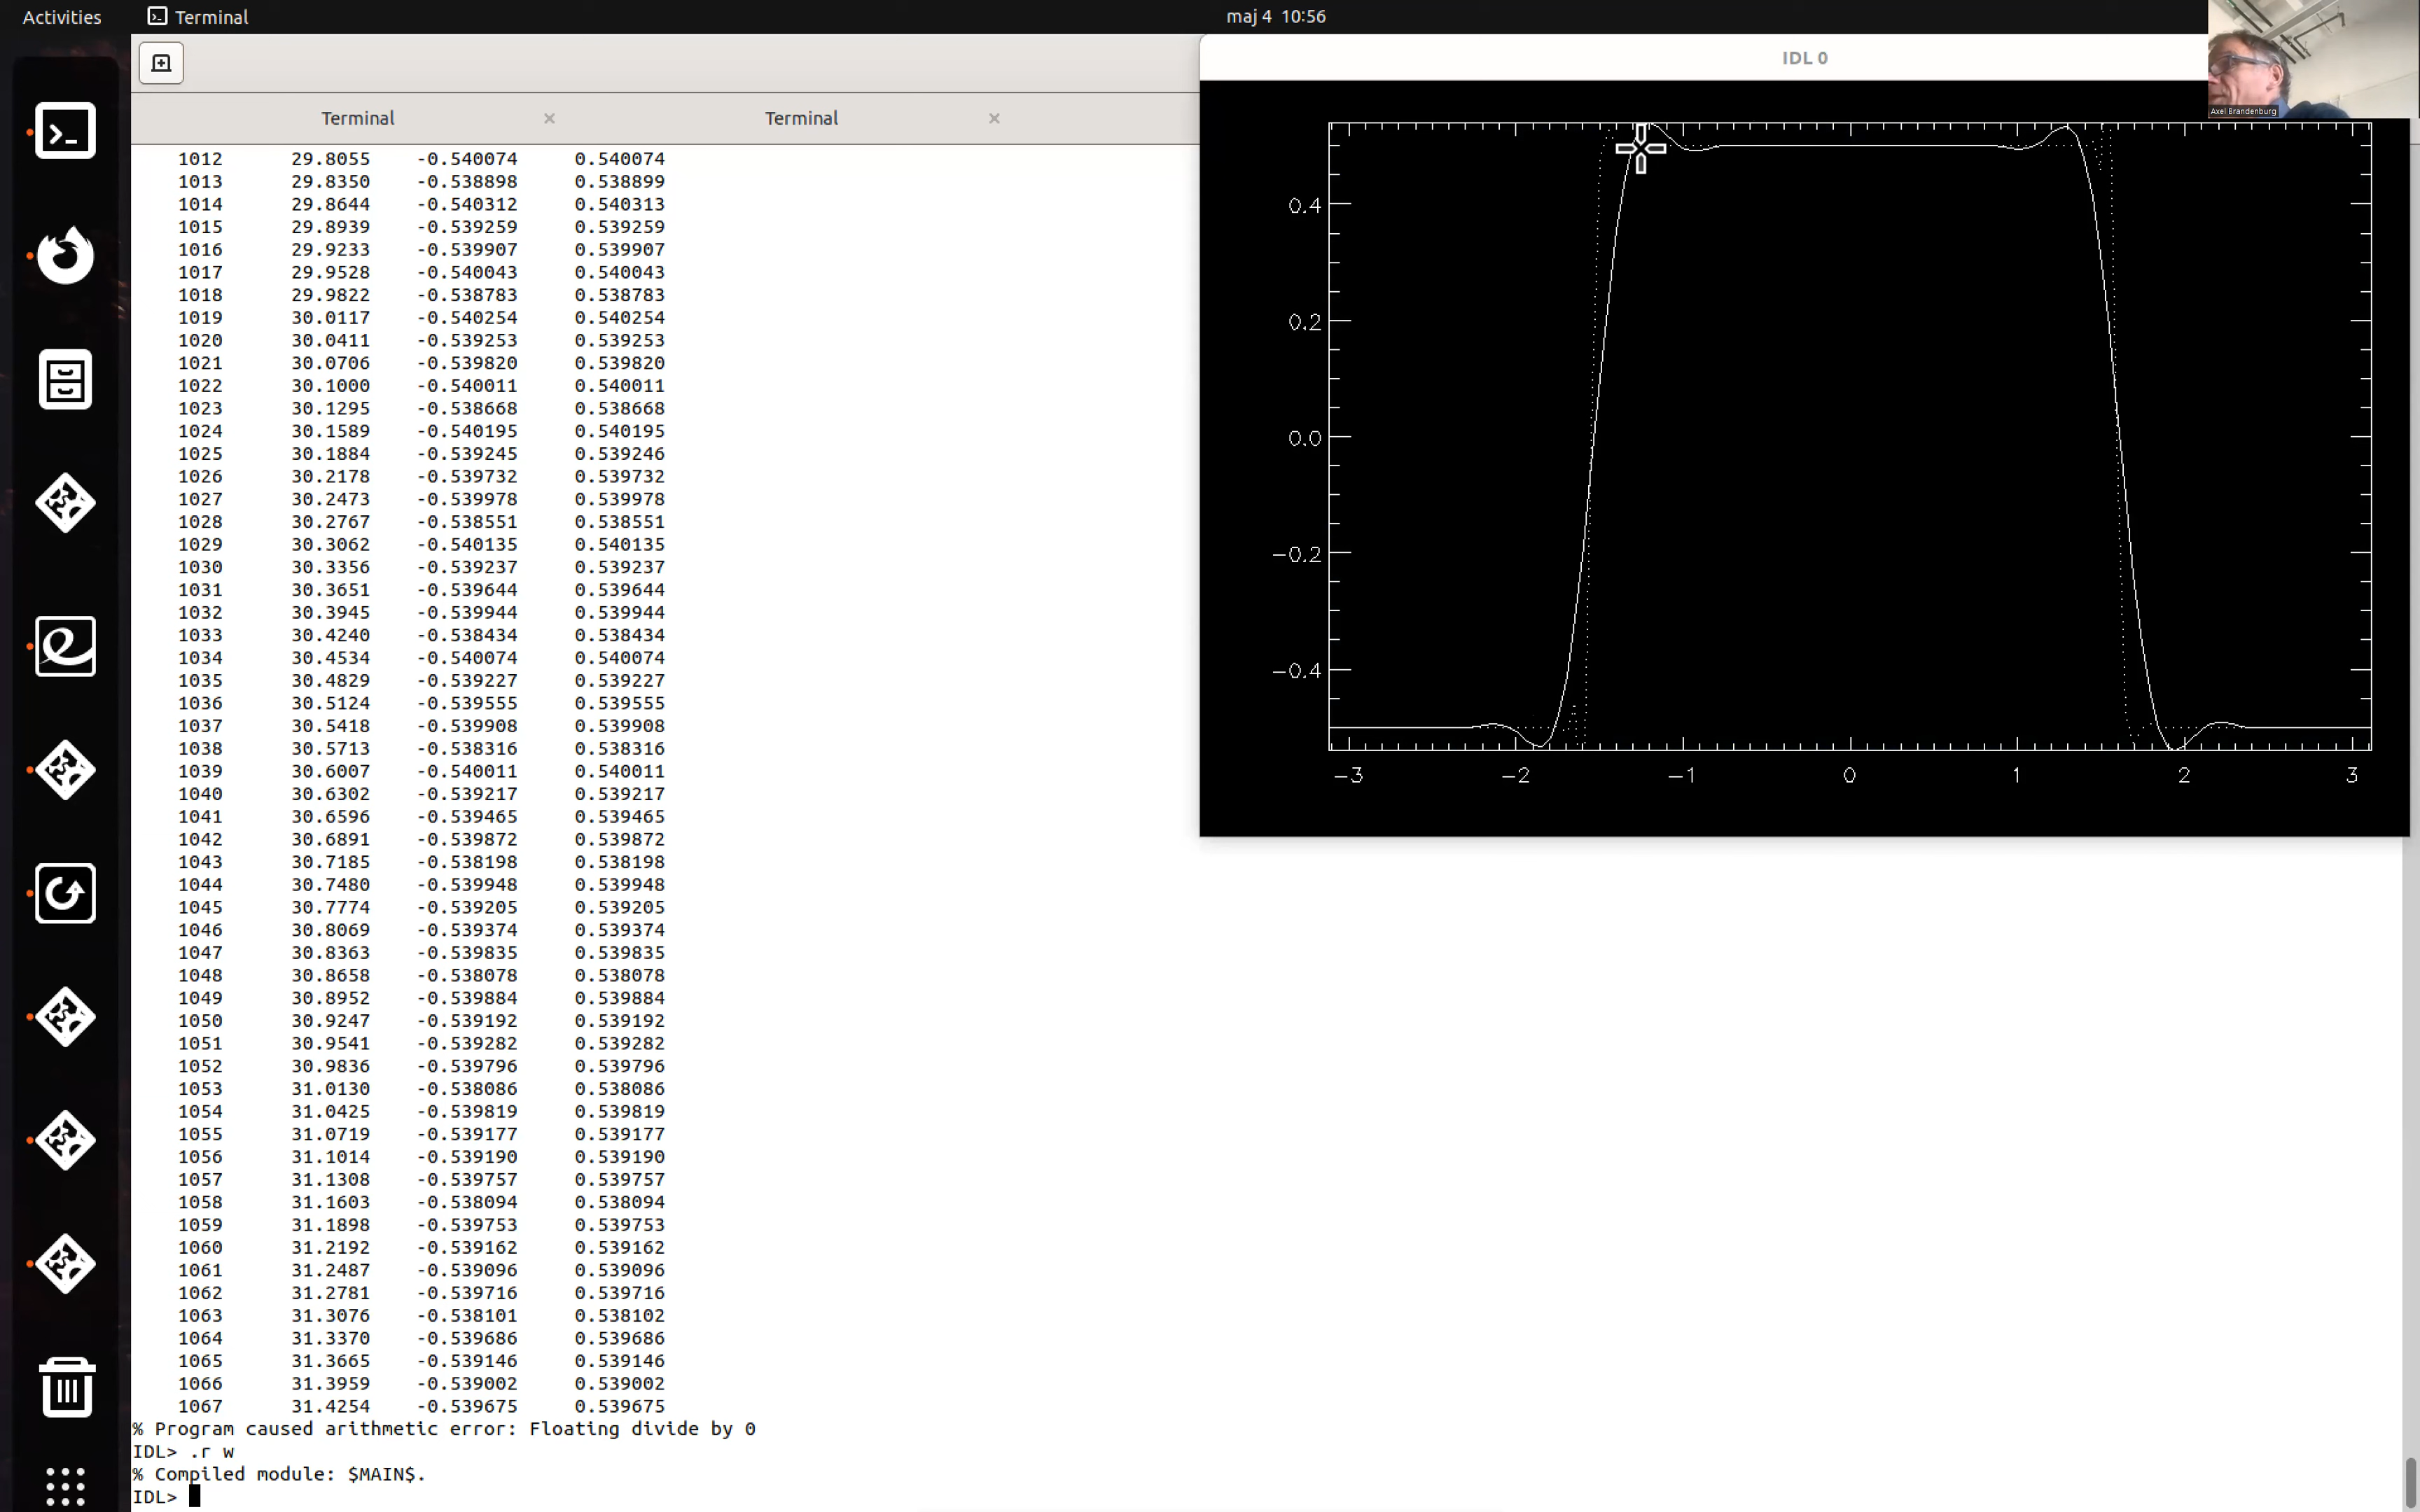 Activities
Terminal
maj 4 10:56
IDL 0
Axel Brandenburg
Terminal ×
Terminal ×
1012 29.8055 -0.540074 0.540074
1013 29.8350 -0.538898 0.538899
1014 29.8644 -0.540312 0.540313
1015 29.8939 -0.539259 0.539259
1016 29.9233 -0.539907 0.539907
1017 29.9528 -0.540043 0.540043
1018 29.9822 -0.538783 0.538783
1019 30.0117 -0.540254 0.540254
1020 30.0411 -0.539253 0.539253
1021 30.0706 -0.539820 0.539820
1022 30.1000 -0.540011 0.540011
1023 30.1295 -0.538668 0.538668
1024 30.1589 -0.540195 0.540195
1025 30.1884 -0.539245 0.539246
1026 30.2178 -0.539732 0.539732
1027 30.2473 -0.539978 0.539978
1028 30.2767 -0.538551 0.538551
1029 30.3062 -0.540135 0.540135
1030 30.3356 -0.539237 0.539237
1031 30.3651 -0.539644 0.539644
1032 30.3945 -0.539944 0.539944
1033 30.4240 -0.538434 0.538434
1034 30.4534 -0.540074 0.540074
1035 30.4829 -0.539227 0.539227
1036 30.5124 -0.539555 0.539555
1037 30.5418 -0.539908 0.539908
1038 30.5713 -0.538316 0.538316
1039 30.6007 -0.540011 0.540011
1040 30.6302 -0.539217 0.539217
1041 30.6596 -0.539465 0.539465
1042 30.6891 -0.539872 0.539872
1043 30.7185 -0.538198 0.538198
1044 30.7480 -0.539948 0.539948
1045 30.7774 -0.539205 0.539205
1046 30.8069 -0.539374 0.539374
1047 30.8363 -0.539835 0.539835
1048 30.8658 -0.538078 0.538078
1049 30.8952 -0.539884 0.539884
1050 30.9247 -0.539192 0.539192
1051 30.9541 -0.539282 0.539282
1052 30.9836 -0.539796 0.539796
1053 31.0130 -0.538086 0.538086
1054 31.0425 -0.539819 0.539819
1055 31.0719 -0.539177 0.539177
1056 31.1014 -0.539190 0.539190
1057 31.1308 -0.539757 0.539757
1058 31.1603 -0.538094 0.538094
1059 31.1898 -0.539753 0.539753
1060 31.2192 -0.539162 0.539162
1061 31.2487 -0.539096 0.539096
1062 31.2781 -0.539716 0.539716
1063 31.3076 -0.538101 0.538102
1064 31.3370 -0.539686 0.539686
1065 31.3665 -0.539146 0.539146
1066 31.3959 -0.539002 0.539002
1067 31.4254 -0.539675 0.539675
% Program caused arithmetic error: Floating divide by 0
IDL> .r w
% Compiled module: $MAIN$.
IDL>
0.4
0.2
0.0
−0.2
−0.4
−3 −2 −1 0 1 2 3